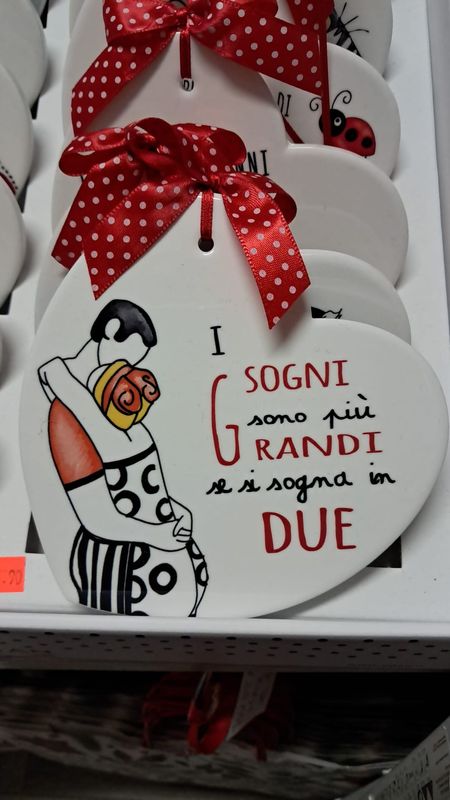 I
SOGNI
sono più
GRANDI
se si sogna in
DUE